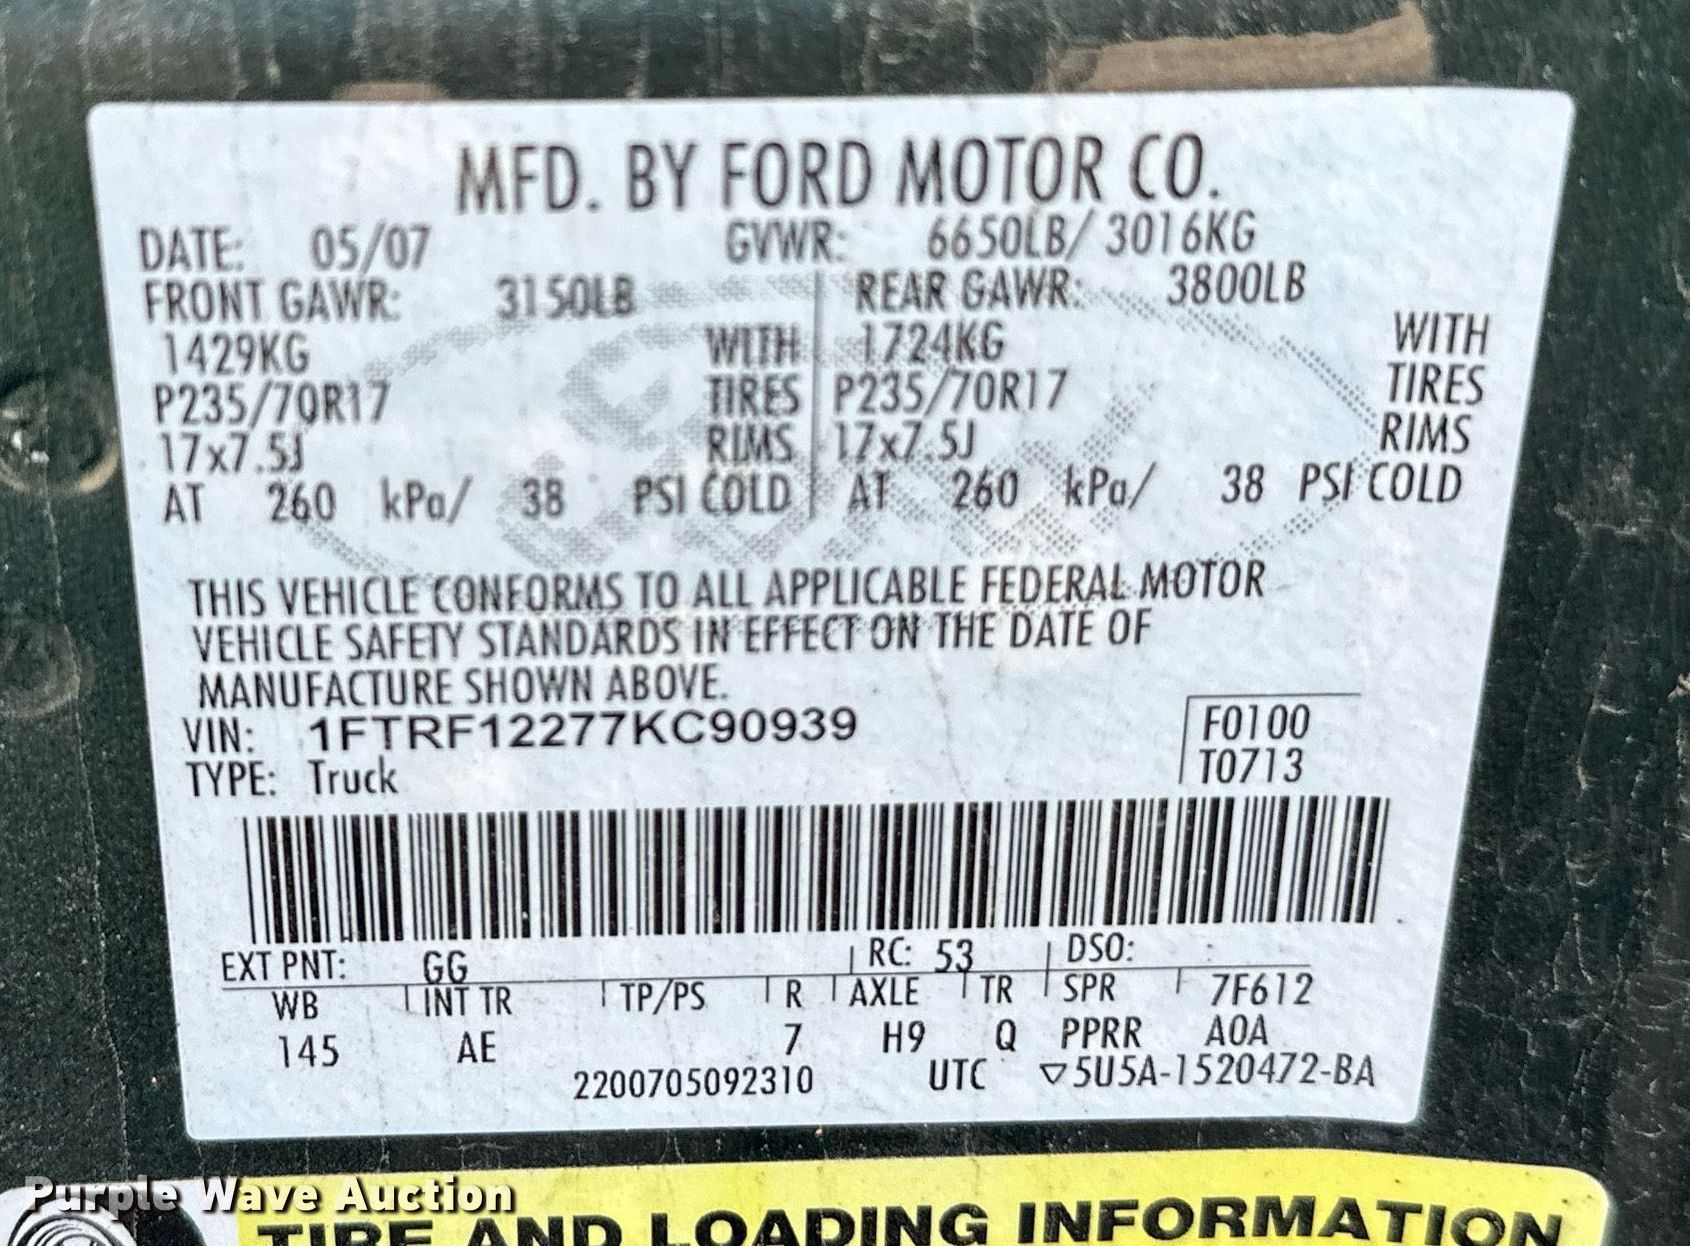 MFD. BY FORD MOTOR CO.
DATE: 05/07 GVWR: 6650LB/ 3016KG
FRONT GAWR: 3150LB REAR GAWR: 3800LB
1429KG WITH 1724KG WITH
P235/70R17 TIRES P235/70R17 TIRES
17x7.5J RIMS 17x7.5J RIMS
AT 260 kPa/ 38 PSI COLD AT 260 kPa/ 38 PSI COLD
THIS VEHICLE CONFORMS TO ALL APPLICABLE FEDERAL MOTOR
VEHICLE SAFETY STANDARDS IN EFFECT ON THE DATE OF
MANUFACTURE SHOWN ABOVE.
VIN: 1FTRF12277KC90939 F0100
TYPE: Truck T0713
EXT PNT: GG RC: 53 DSO:
WB INT TR TP/PS R AXLE TR SPR 7F612
145 AE 7 H9 Q PPRR A0A
2200705092310 UTC ▽5U5A-1520472-BA
Purple Wave Auction
TIRE AND LOADING INFORMATION